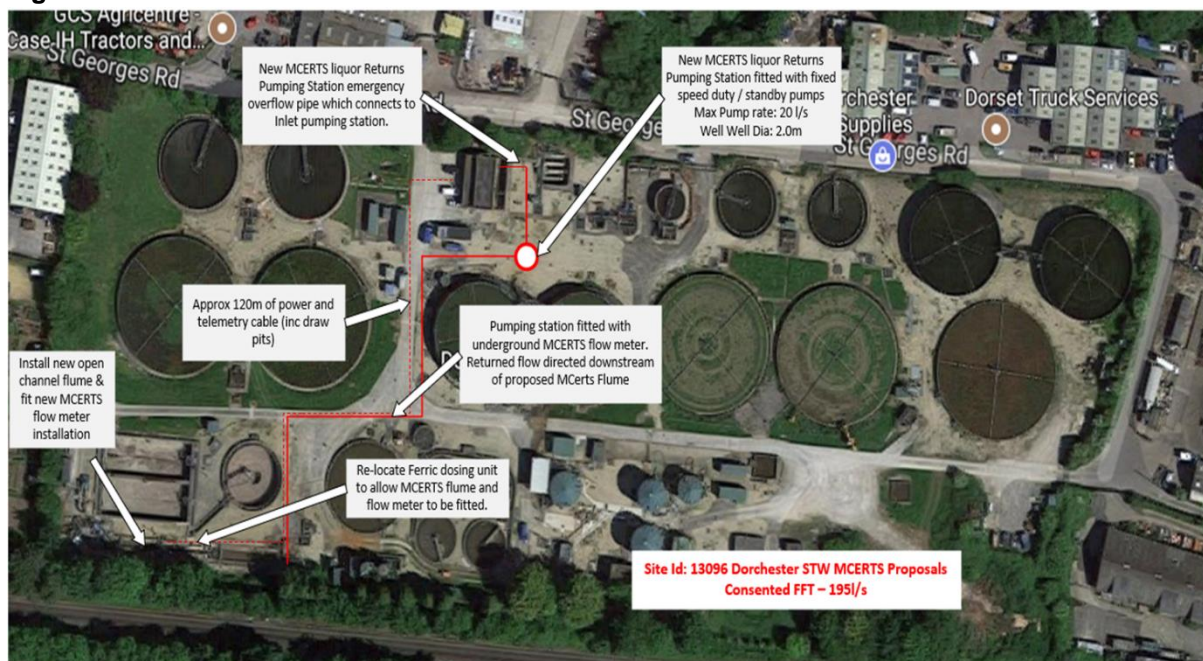 GCS Agricentre -
Case IH Tractors and...
St Georges Rd
New MCERTS liquor Returns
Pumping Station emergency
overflow pipe which connects to
Inlet pumping station.
New MCERTS liquor Returns
Pumping Station fitted with fixed
speed duty / standby pumps
Max Pump rate: 20 l/s
Well Well Dia: 2.0m
St Georges Rd
rchester
Supplies
St Georges Rd
Dorset Truck Services
Approx 120m of power and
telemetry cable (inc draw
pits)
Pumping station fitted with
underground MCERTS flow meter.
Returned flow directed downstream
of proposed MCerts Flume
Install new open
channel flume &
fit new MCERTS
flow meter
installation
Re-locate Ferric dosing unit
to allow MCERTS flume and
flow meter to be fitted.
Site Id: 13096 Dorchester STW MCERTS Proposals
Consented FFT – 195l/s